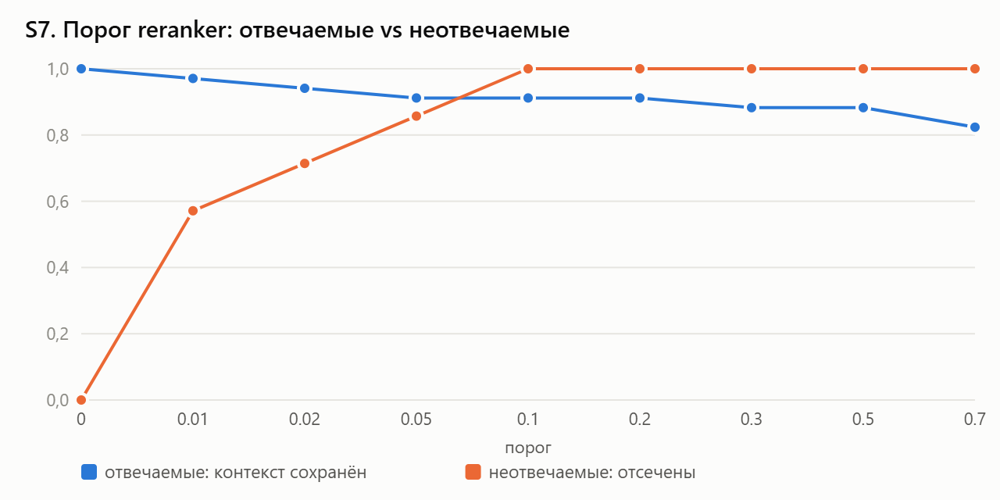 S7. Порог reranker: отвечаемые vs неотвечаемые
1,0
0,8
0,6
0,4
0,2
0,0
0 0.01 0.02 0.05 0.1 0.2 0.3 0.5 0.7
порог
отвечаемые: контекст сохранён неотвечаемые: отсечены